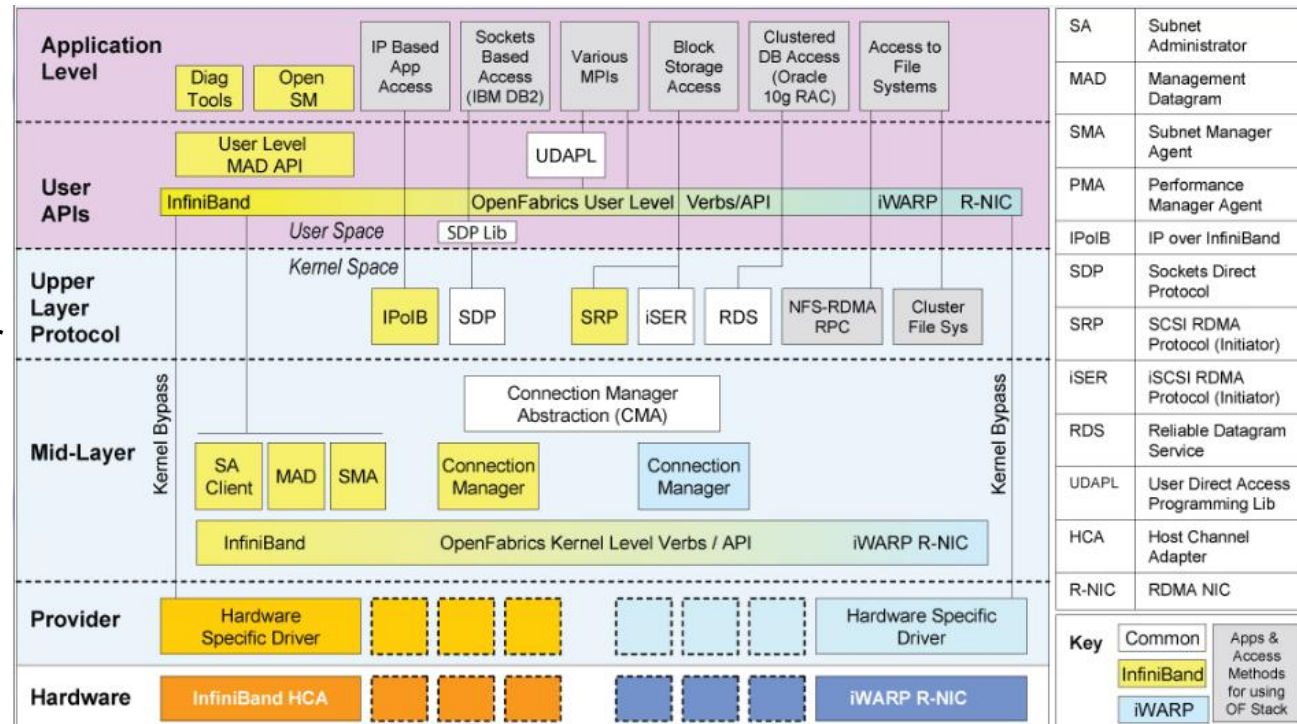 Application
Level
Diag
Tools
Open
SM
IP Based
App
Access
Sockets
Based
Access
(IBM DB2)
Various
MPIs
Block
Storage
Access
Clustered
DB Access
(Oracle
10g RAC)
Access to
File
Systems
User
APIs
User Level
MAD API
UDAPL
InfiniBand OpenFabrics User Level Verbs/API iWARP R-NIC
User Space
SDP Lib
Kernel Space
Upper
Layer
Protocol
IPoIB
SDP
SRP
iSER
RDS
NFS-RDMA
RPC
Cluster
File Sys
Mid-Layer
Kernel Bypass
Connection Manager
Abstraction (CMA)
SA
Client
MAD
SMA
Connection
Manager
Connection
Manager
Kernel Bypass
InfiniBand OpenFabrics Kernel Level Verbs / API iWARP R-NIC
Provider
Hardware
Specific Driver
Hardware Specific
Driver
Hardware
InfiniBand HCA
iWARP R-NIC
SA Subnet
Administrator
MAD Management
Datagram
SMA Subnet Manager
Agent
PMA Performance
Manager Agent
IPoIB IP over InfiniBand
SDP Sockets Direct
Protocol
SRP SCSI RDMA
Protocol (Initiator)
iSER iSCSI RDMA
Protocol (Initiator)
RDS Reliable Datagram
Service
UDAPL User Direct Access
Programming Lib
HCA Host Channel
Adapter
R-NIC RDMA NIC
Key
Common
InfiniBand
iWARP
Apps &
Access
Methods
for using
OF Stack